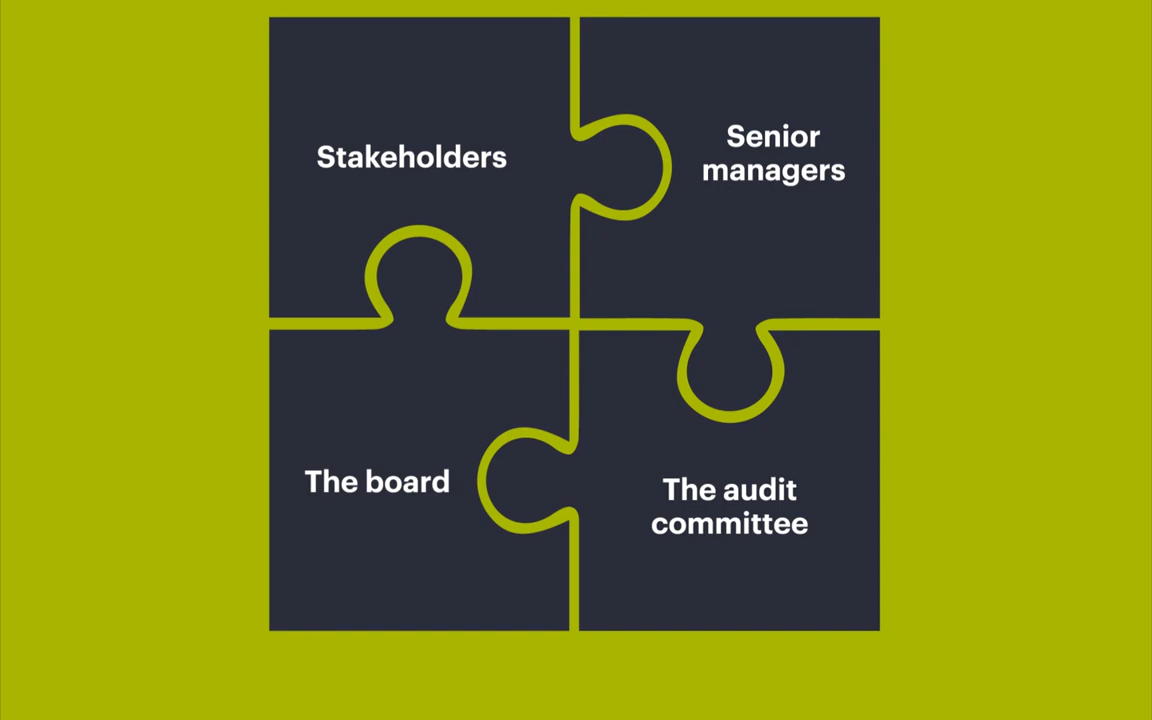 Stakeholders
Senior
managers
The board
The audit
committee